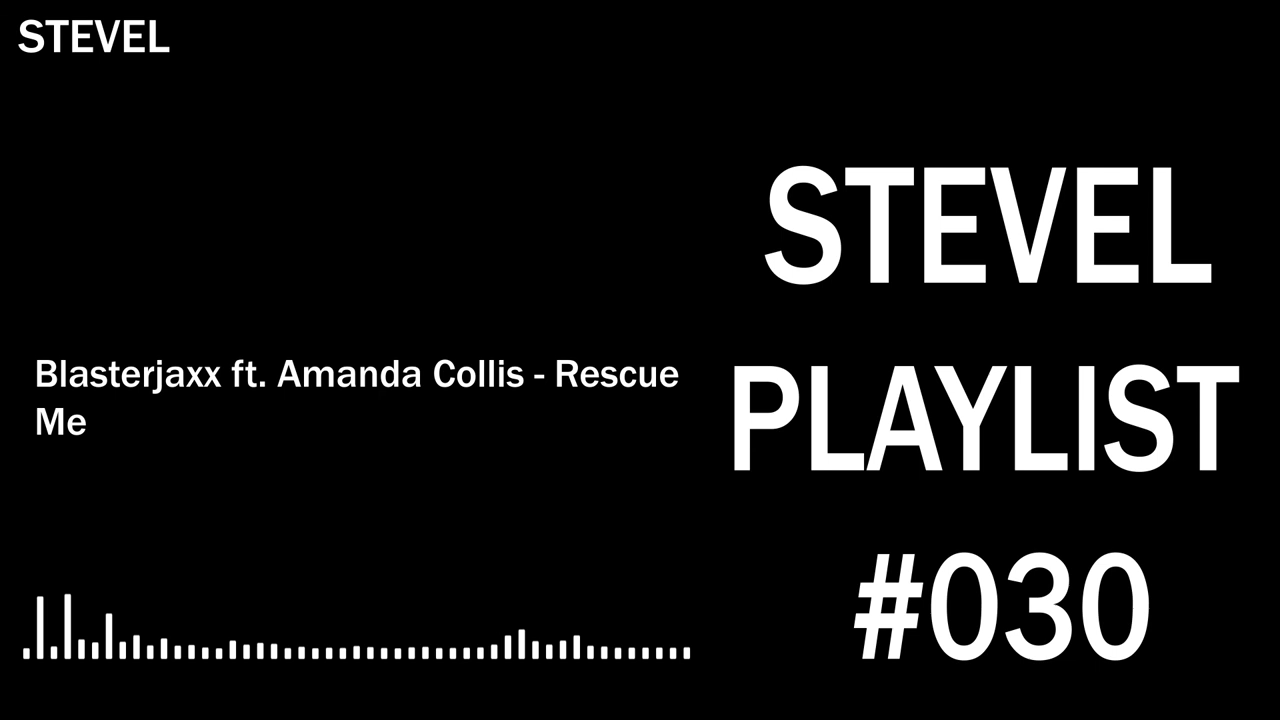 STEVEL
Blasterjaxx ft. Amanda Collis - Rescue
Me
STEVEL
PLAYLIST
#030